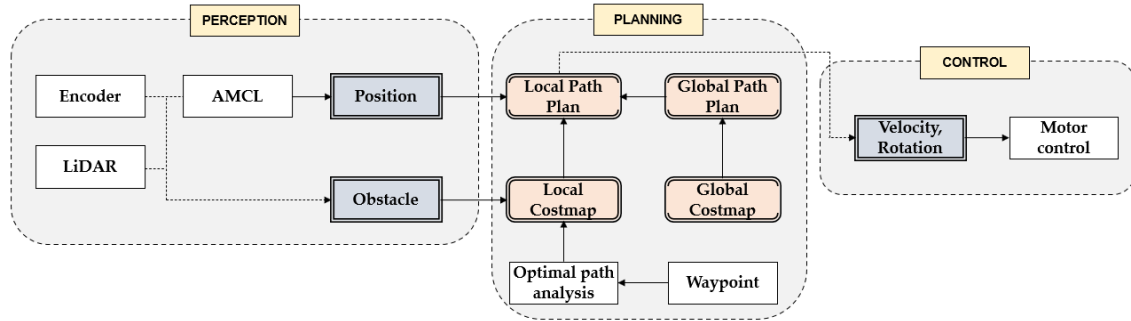 PERCEPTION
Encoder
AMCL
Position
LiDAR
Obstacle
PLANNING
Local Path
Plan
Global Path
Plan
Local
Costmap
Global
Costmap
Optimal path
analysis
Waypoint
CONTROL
Velocity,
Rotation
Motor
control